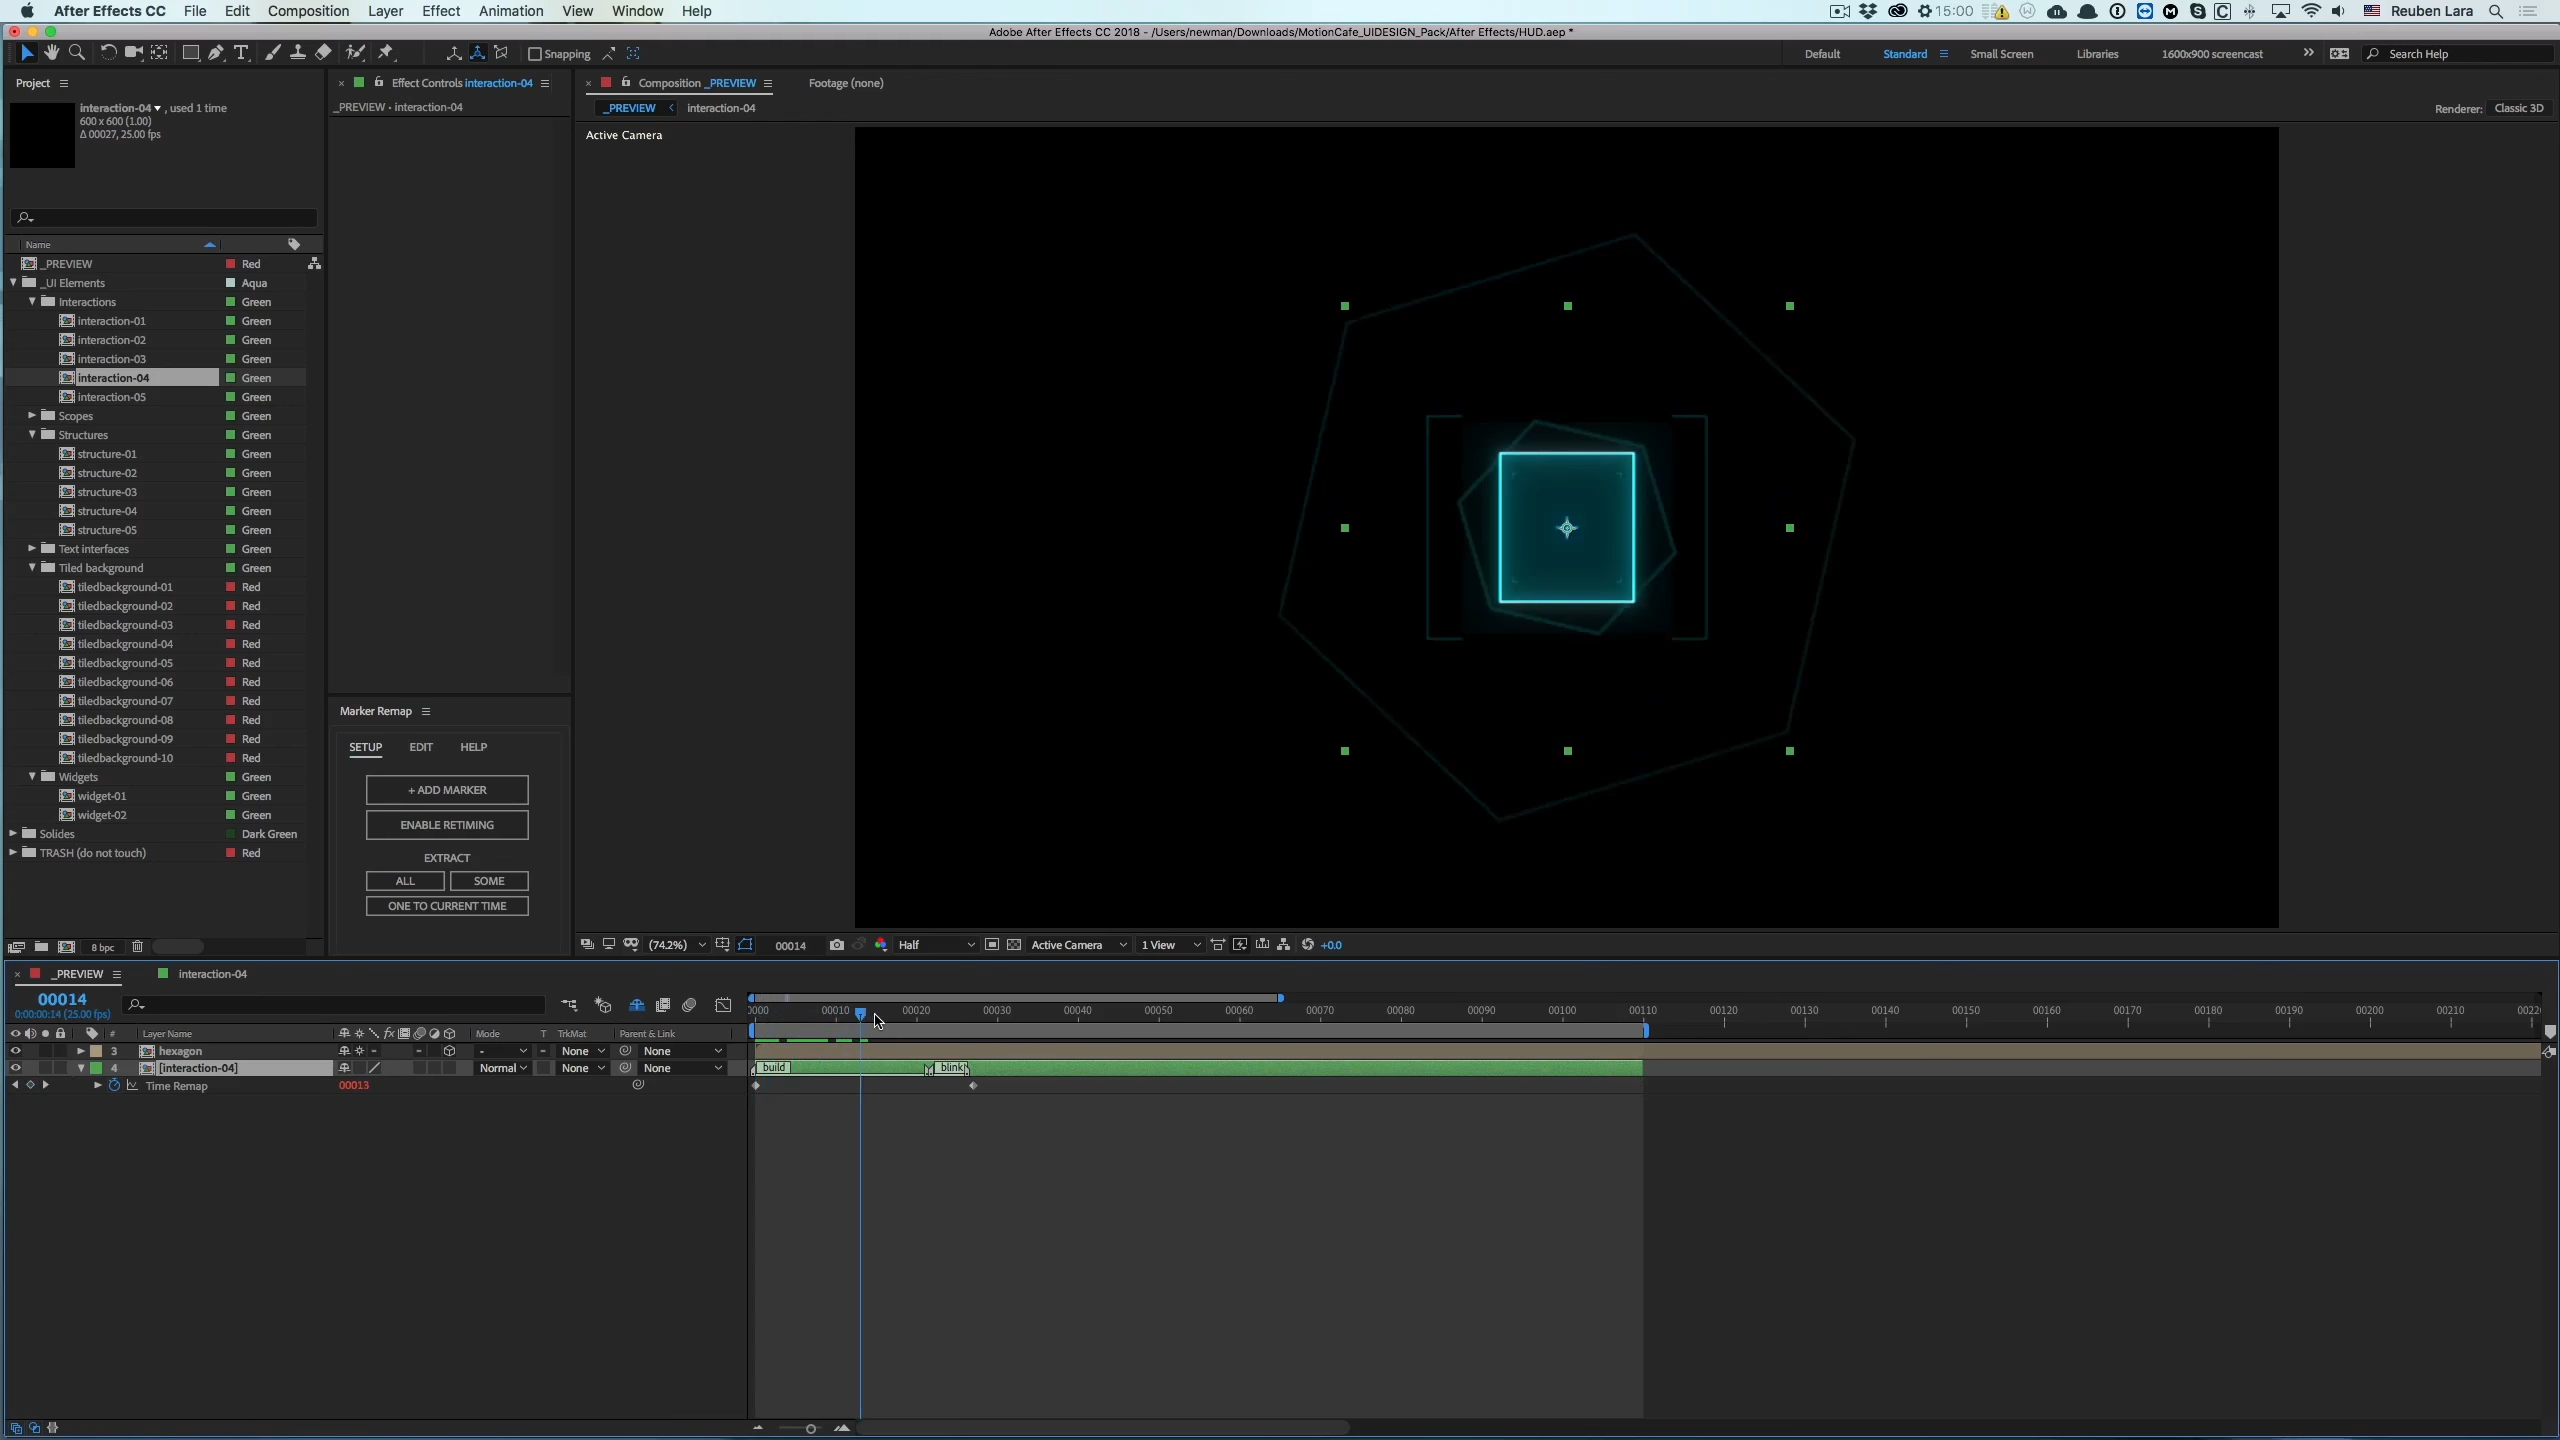 After Effects CC File Edit Composition Layer Effect Animation View Window Help 15:00 Reuben Lara
Adobe After Effects CC 2018 - /Users/newman/Downloads/MotionCafe_UIDESIGN_Pack/After Effects/HUD.aep *
Snapping Default Standard Small Screen Libraries 1600x900 screencast Search Help
Project
interaction-04, used 1 time
600 x 600 (1.00)
Δ 00027, 25.00 fps
Name
_PREVIEW Red
_UI Elements Aqua
Interactions Green
interaction-01 Green
interaction-02 Green
interaction-03 Green
interaction-04 Green
interaction-05 Green
Scopes Green
Structures Green
structure-01 Green
structure-02 Green
structure-03 Green
structure-04 Green
structure-05 Green
Text interfaces Green
Tiled background Green
tiledbackground-01 Red
tiledbackground-02 Red
tiledbackground-03 Red
tiledbackground-04 Red
tiledbackground-05 Red
tiledbackground-06 Red
tiledbackground-07 Red
tiledbackground-08 Red
tiledbackground-09 Red
tiledbackground-10 Red
Widgets Green
widget-01 Green
widget-02 Green
Solides Dark Green
TRASH (do not touch) Red
8 bpc
Effect Controls interaction-04
_PREVIEW • interaction-04
Marker Remap
SETUP EDIT HELP
+ ADD MARKER
ENABLE RETIMING
EXTRACT
ALL SOME
ONE TO CURRENT TIME
Composition _PREVIEW Footage (none)
_PREVIEW interaction-04 Renderer: Classic 3D
Active Camera
(74.2%) 00014 Half Active Camera 1 View +0.0
_PREVIEW interaction-04
00014
0:00:00:14 (25.00 fps)
0000 00010 00020 00030 00040 00050 00060 00070 00080 00090 00100 00110 00120 00130 00140 00150 00160 00170 00180 00190 00200 00210 0022
# Layer Name Mode T TrkMat Parent & Link
3 hexagon - None None
4 [interaction-04] Normal None None build blink
Time Remap 00013